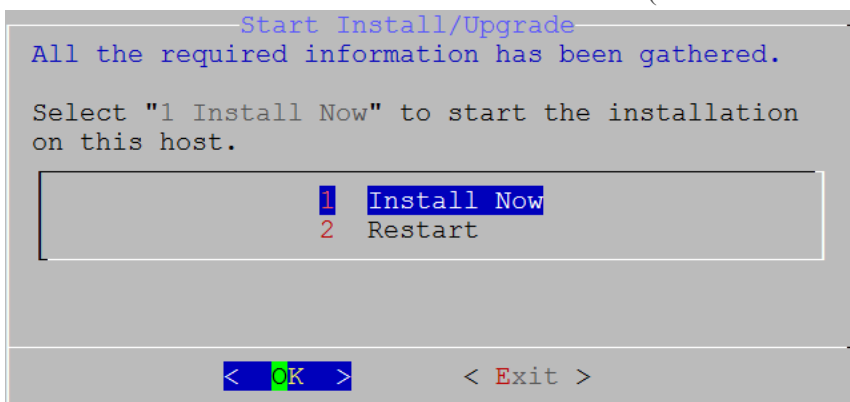 Start Install/Upgrade
All the required information has been gathered.
Select "1 Install Now" to start the installation
on this host.
1 Install Now
2 Restart
< OK > < Exit >